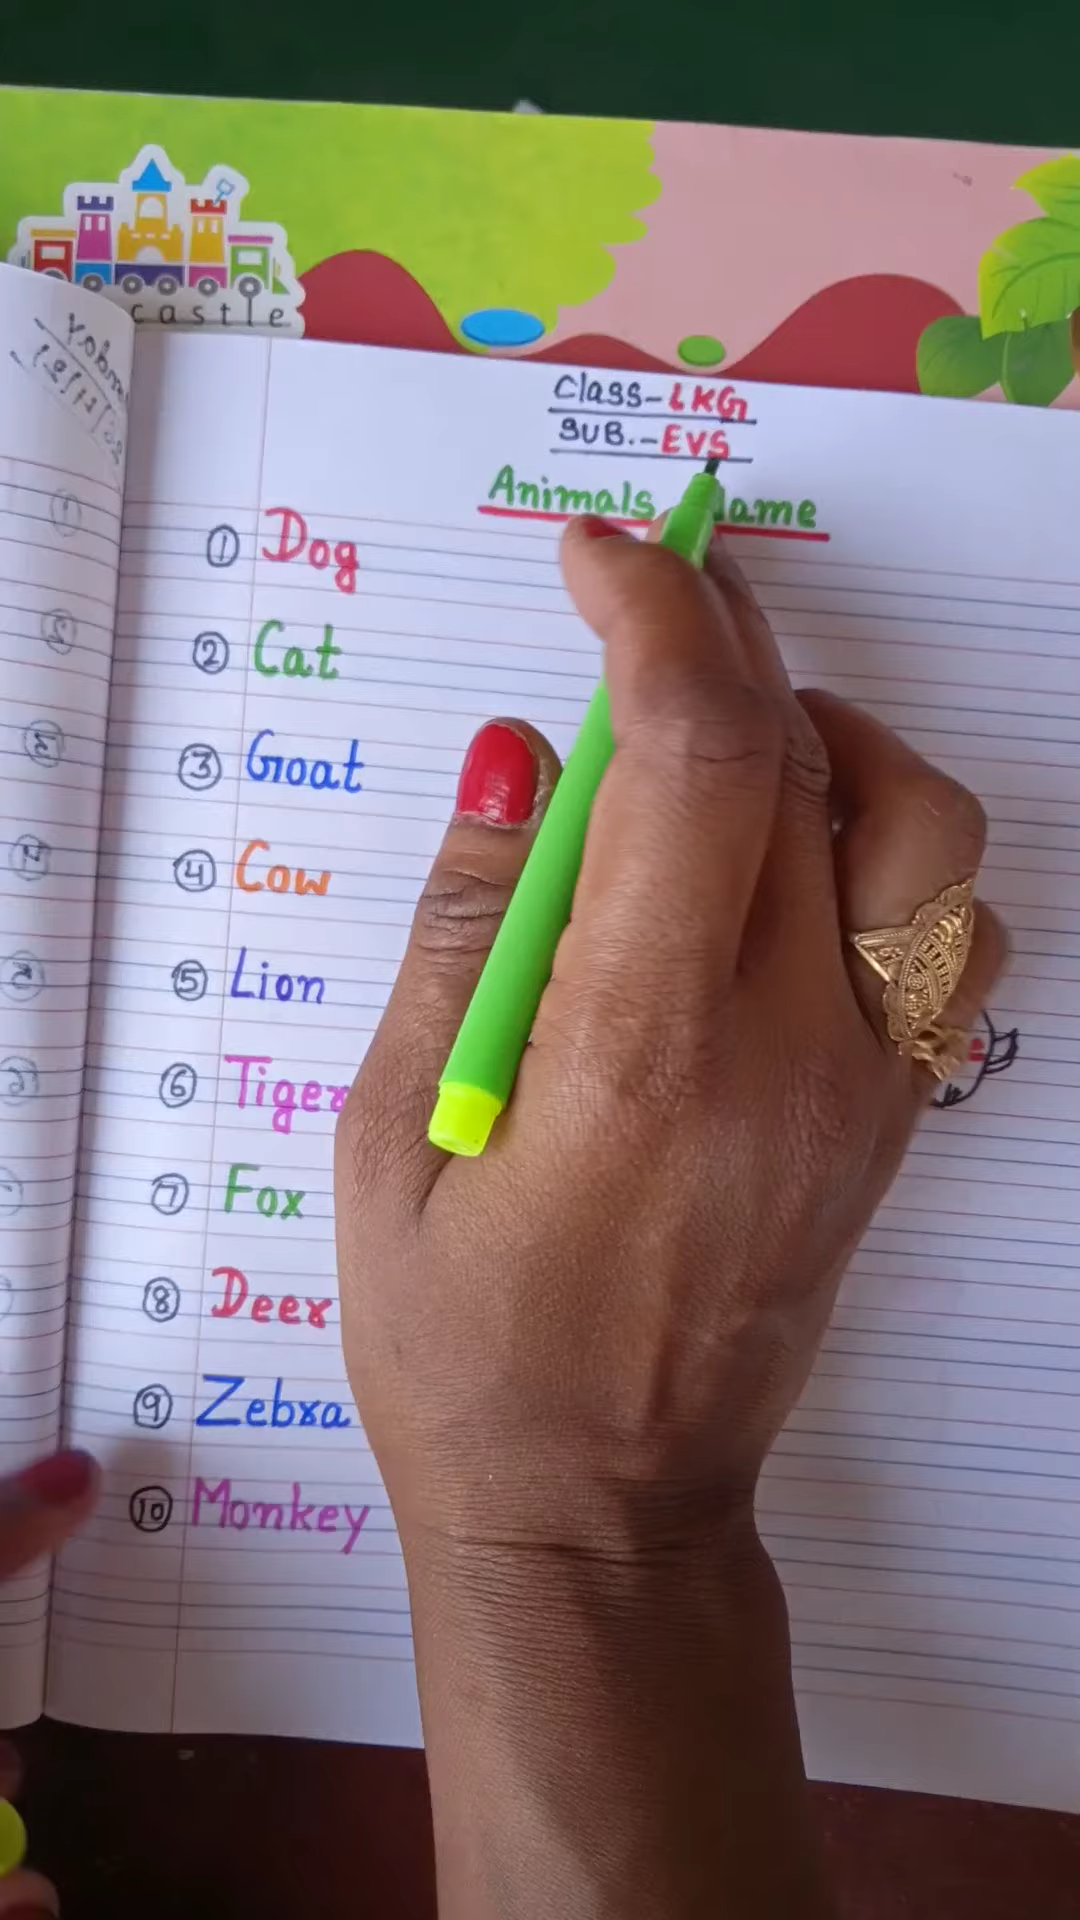 castle
Class-LKG
SUB.-EVS
Animals Name
① Dog
② Cat
③ Goat
④ Cow
⑤ Lion
⑥ Tiger
⑦ Fox
⑧ Deer
⑨ Zebra
⑩ Monkey